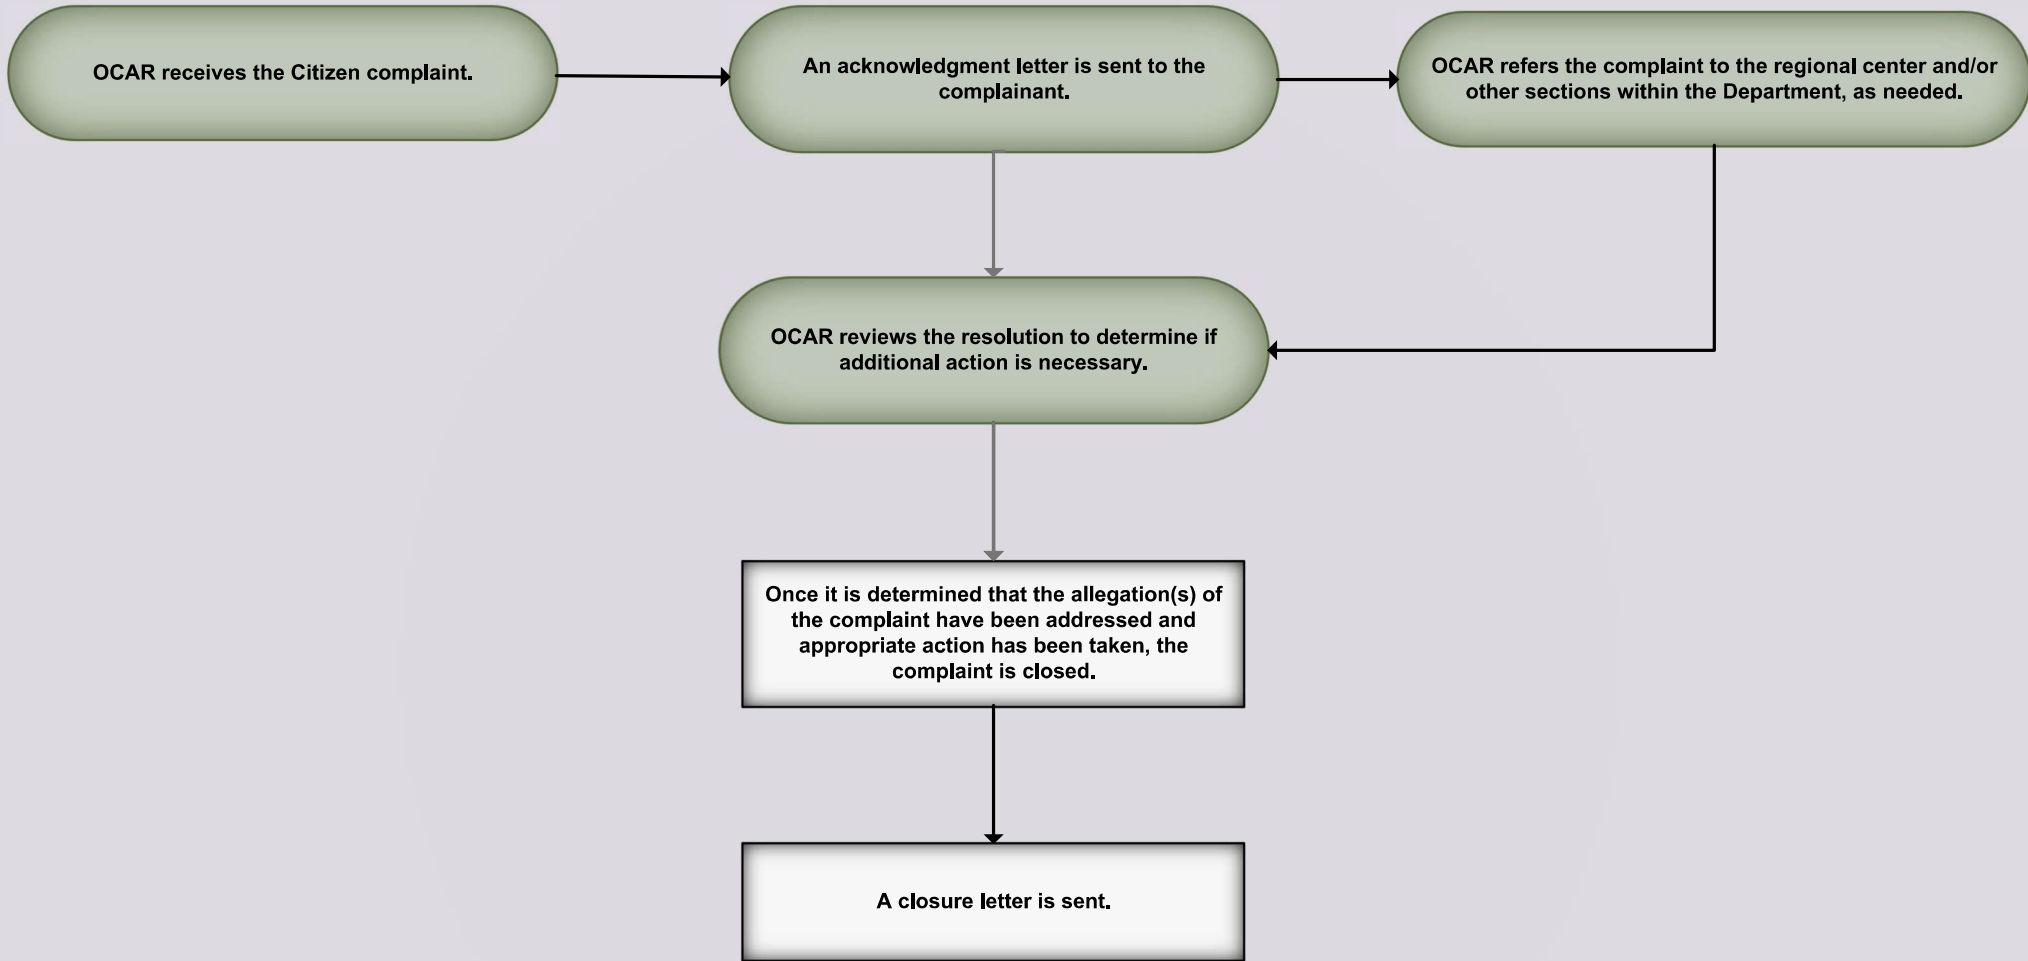 OCAR receives the Citizen complaint.
An acknowledgment letter is sent to the
complainant.
OCAR refers the complaint to the regional center and/or
other sections within the Department, as needed.
OCAR reviews the resolution to determine if
additional action is necessary.
Once it is determined that the allegation(s) of
the complaint have been addressed and
appropriate action has been taken, the
complaint is closed.
A closure letter is sent.